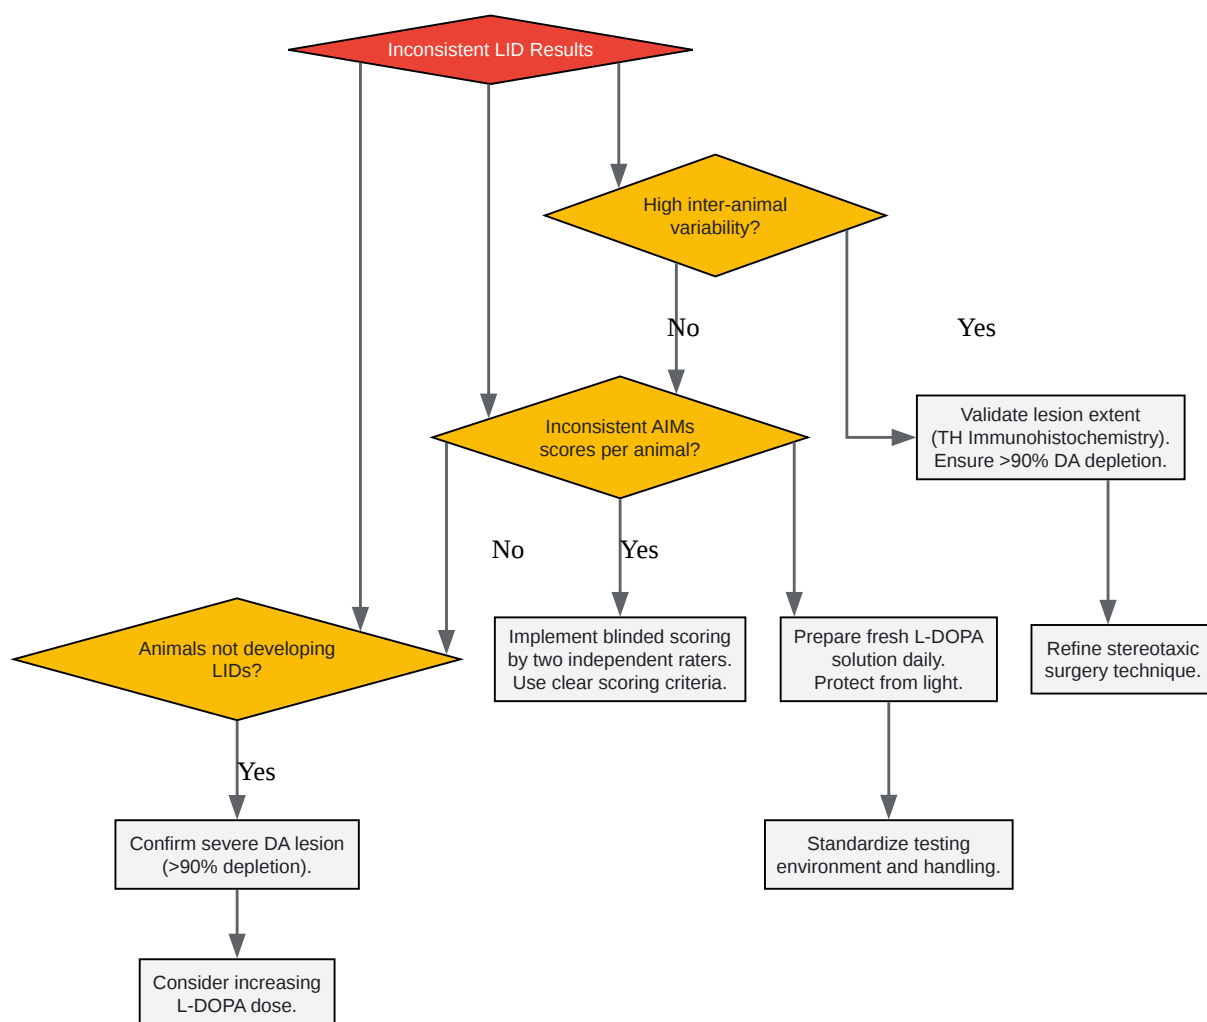 Inconsistent LID Results
High inter-animal
variability?
No
Yes
Inconsistent AIMs
scores per animal?
Validate lesion extent
(TH Immunohistochemistry).
Ensure >90% DA depletion.
No
Yes
Animals not developing
LIDs?
Implement blinded scoring
by two independent raters.
Use clear scoring criteria.
Prepare fresh L-DOPA
solution daily.
Protect from light.
Refine stereotaxic
surgery technique.
Yes
Confirm severe DA lesion
(>90% depletion).
Standardize testing
environment and handling.
Consider increasing
L-DOPA dose.